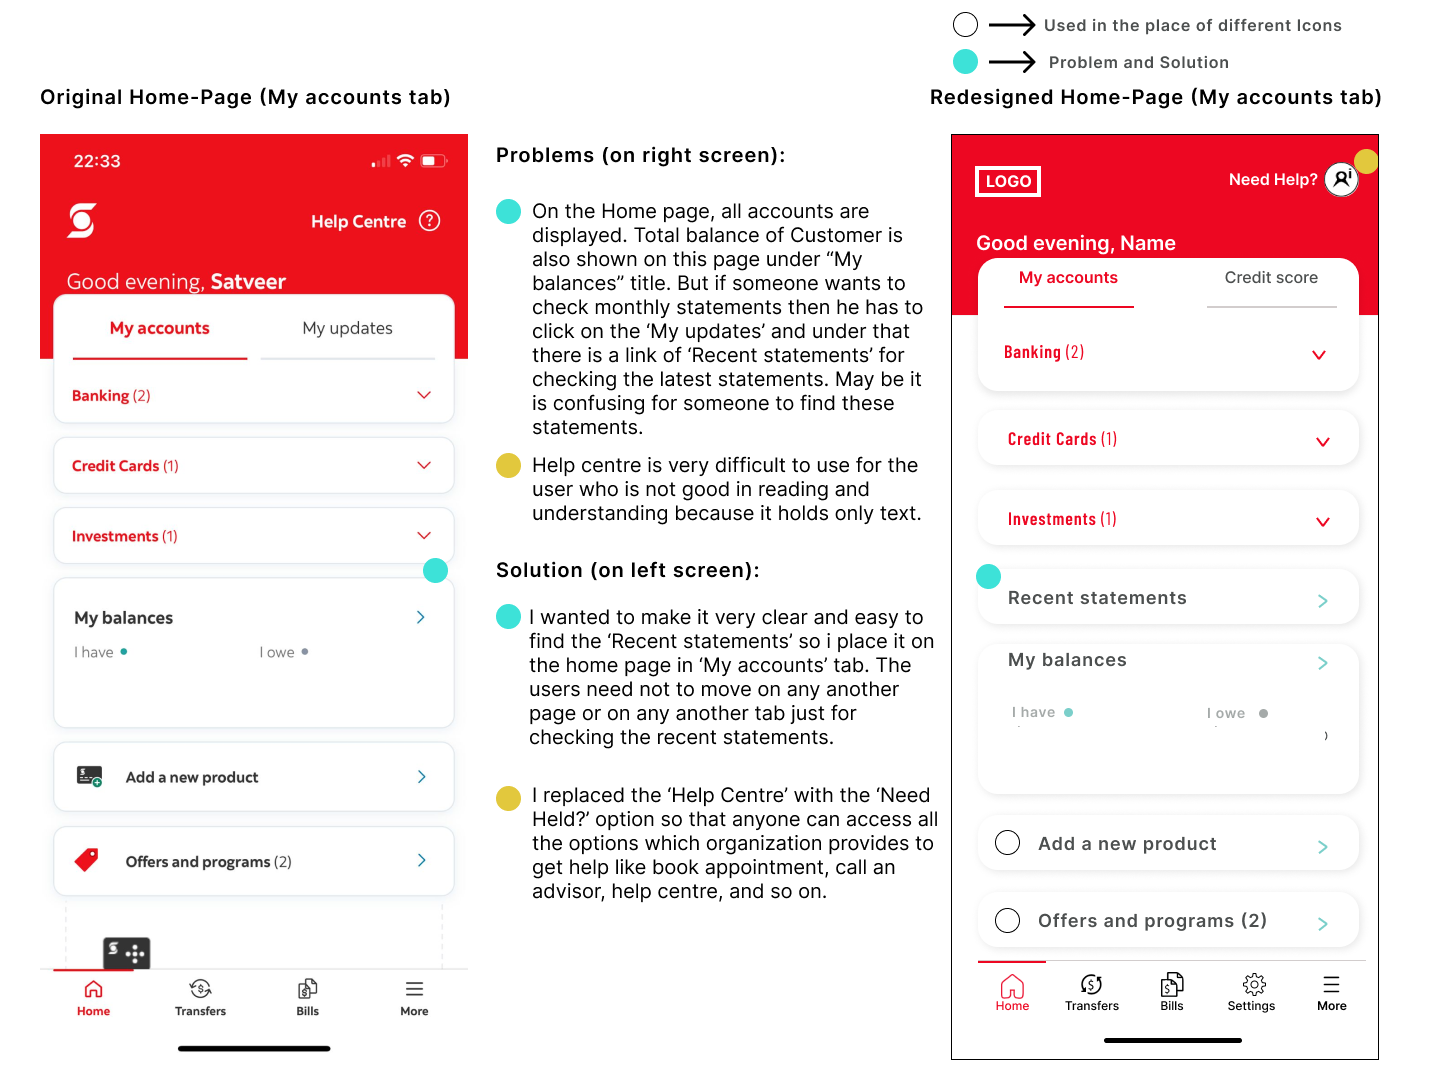 Used in the place of different Icons
Problem and Solution
Original Home-Page (My accounts tab)
Redesigned Home-Page (My accounts tab)
22:33
Help Centre ?
Good evening, Satveer
My accounts
My updates
Banking (2)
Credit Cards (1)
Investments (1)
My balances
I have
I owe
Add a new product
Offers and programs (2)
Home
Transfers
Bills
More
Problems (on right screen):
On the Home page, all accounts are
displayed. Total balance of Customer is
also shown on this page under “My
balances” title. But if someone wants to
check monthly statements then he has to
click on the ‘My updates’ and under that
there is a link of ‘Recent statements’ for
checking the latest statements. May be it
is confusing for someone to find these
statements.
Help centre is very difficult to use for the
user who is not good in reading and
understanding because it holds only text.
Solution (on left screen):
I wanted to make it very clear and easy to
find the ‘Recent statements’ so i place it on
the home page in ‘My accounts’ tab. The
users need not to move on any another
page or on any another tab just for
checking the recent statements.
I replaced the ‘Help Centre’ with the ‘Need
Held?’ option so that anyone can access all
the options which organization provides to
get help like book appointment, call an
advisor, help centre, and so on.
LOGO
Need Help?
Good evening, Name
My accounts
Credit score
Banking (2)
Credit Cards (1)
Investments (1)
Recent statements
My balances
I have
I owe
Add a new product
Offers and programs (2)
Home
Transfers
Bills
Settings
More